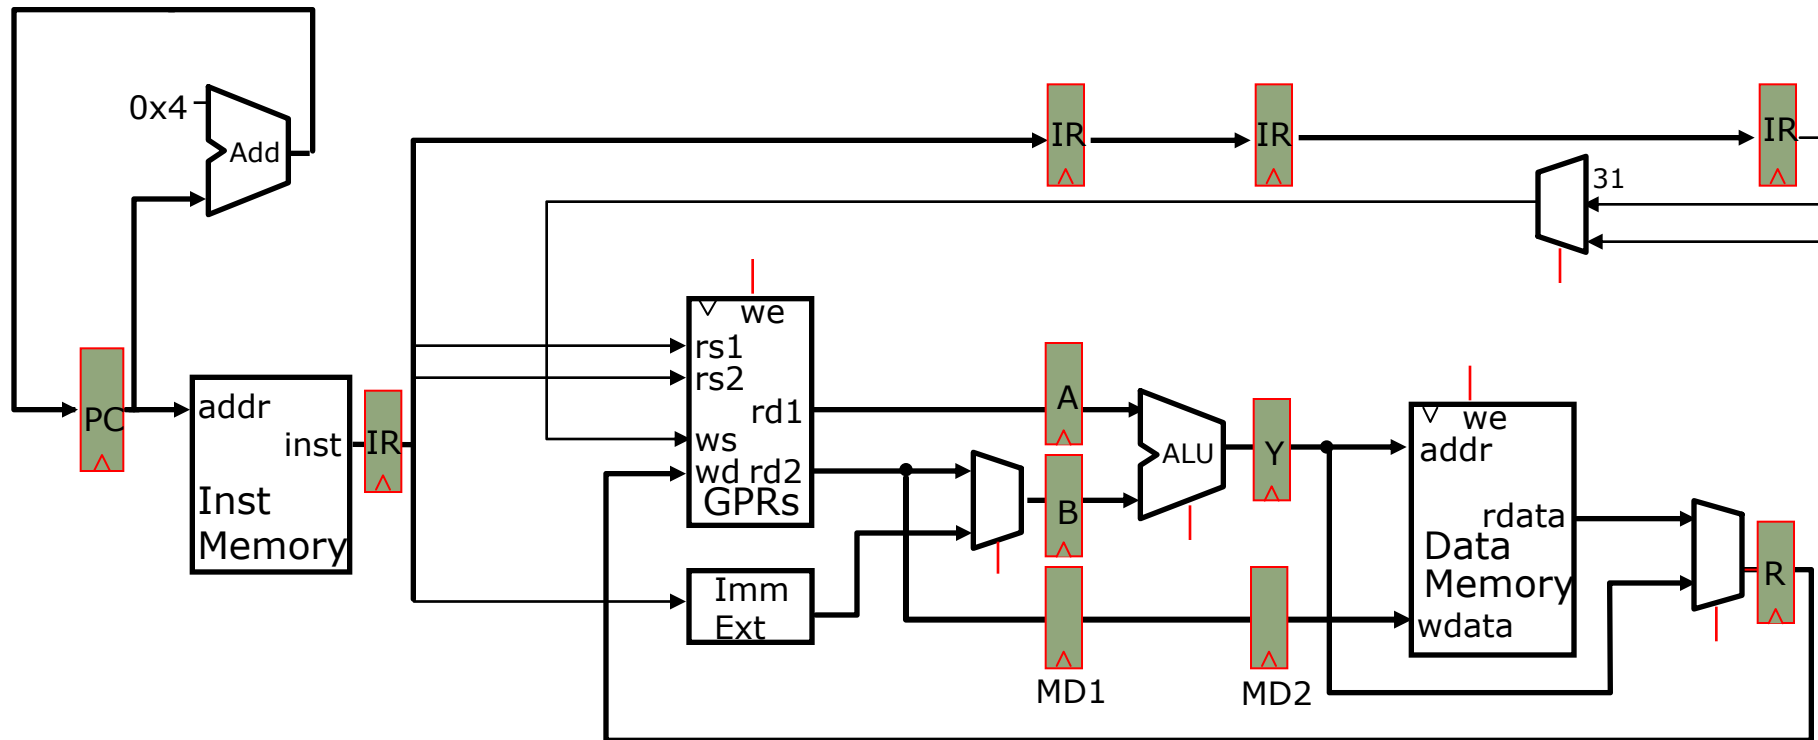 0x4
Add
IR
IR
IR
31
we
rs1
rs2
rd1
ws
wd rd2
GPRs
PC
addr
inst
IR
Inst
Memory
A
B
ALU
Y
we
addr
rdata
Data
Memory
wdata
R
Imm
Ext
MD1
MD2